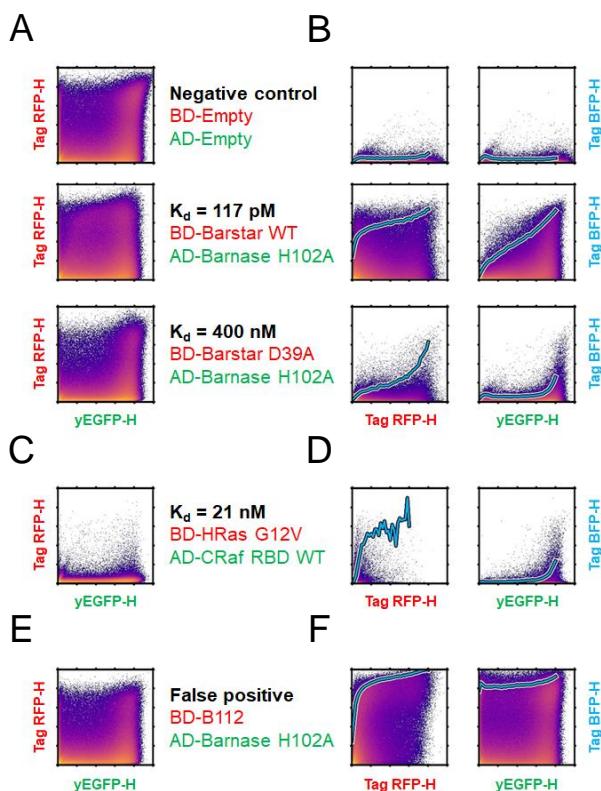 A
B
Tag RFP-H
Negative control
BD-Empty
AD-Empty
Tag BFP-H
Tag RFP-H
K_d = 117 pM
BD-Barstar WT
AD-Barnase H102A
Tag BFP-H
Tag RFP-H
K_d = 400 nM
BD-Barstar D39A
AD-Barnase H102A
Tag BFP-H
yEGFP-H
Tag RFP-H
yEGFP-H
C
D
Tag RFP-H
K_d = 21 nM
BD-HRas G12V
AD-CRaf RBD WT
Tag BFP-H
yEGFP-H
Tag RFP-H
yEGFP-H
E
F
Tag RFP-H
False positive
BD-B112
AD-Barnase H102A
Tag BFP-H
yEGFP-H
Tag RFP-H
yEGFP-H